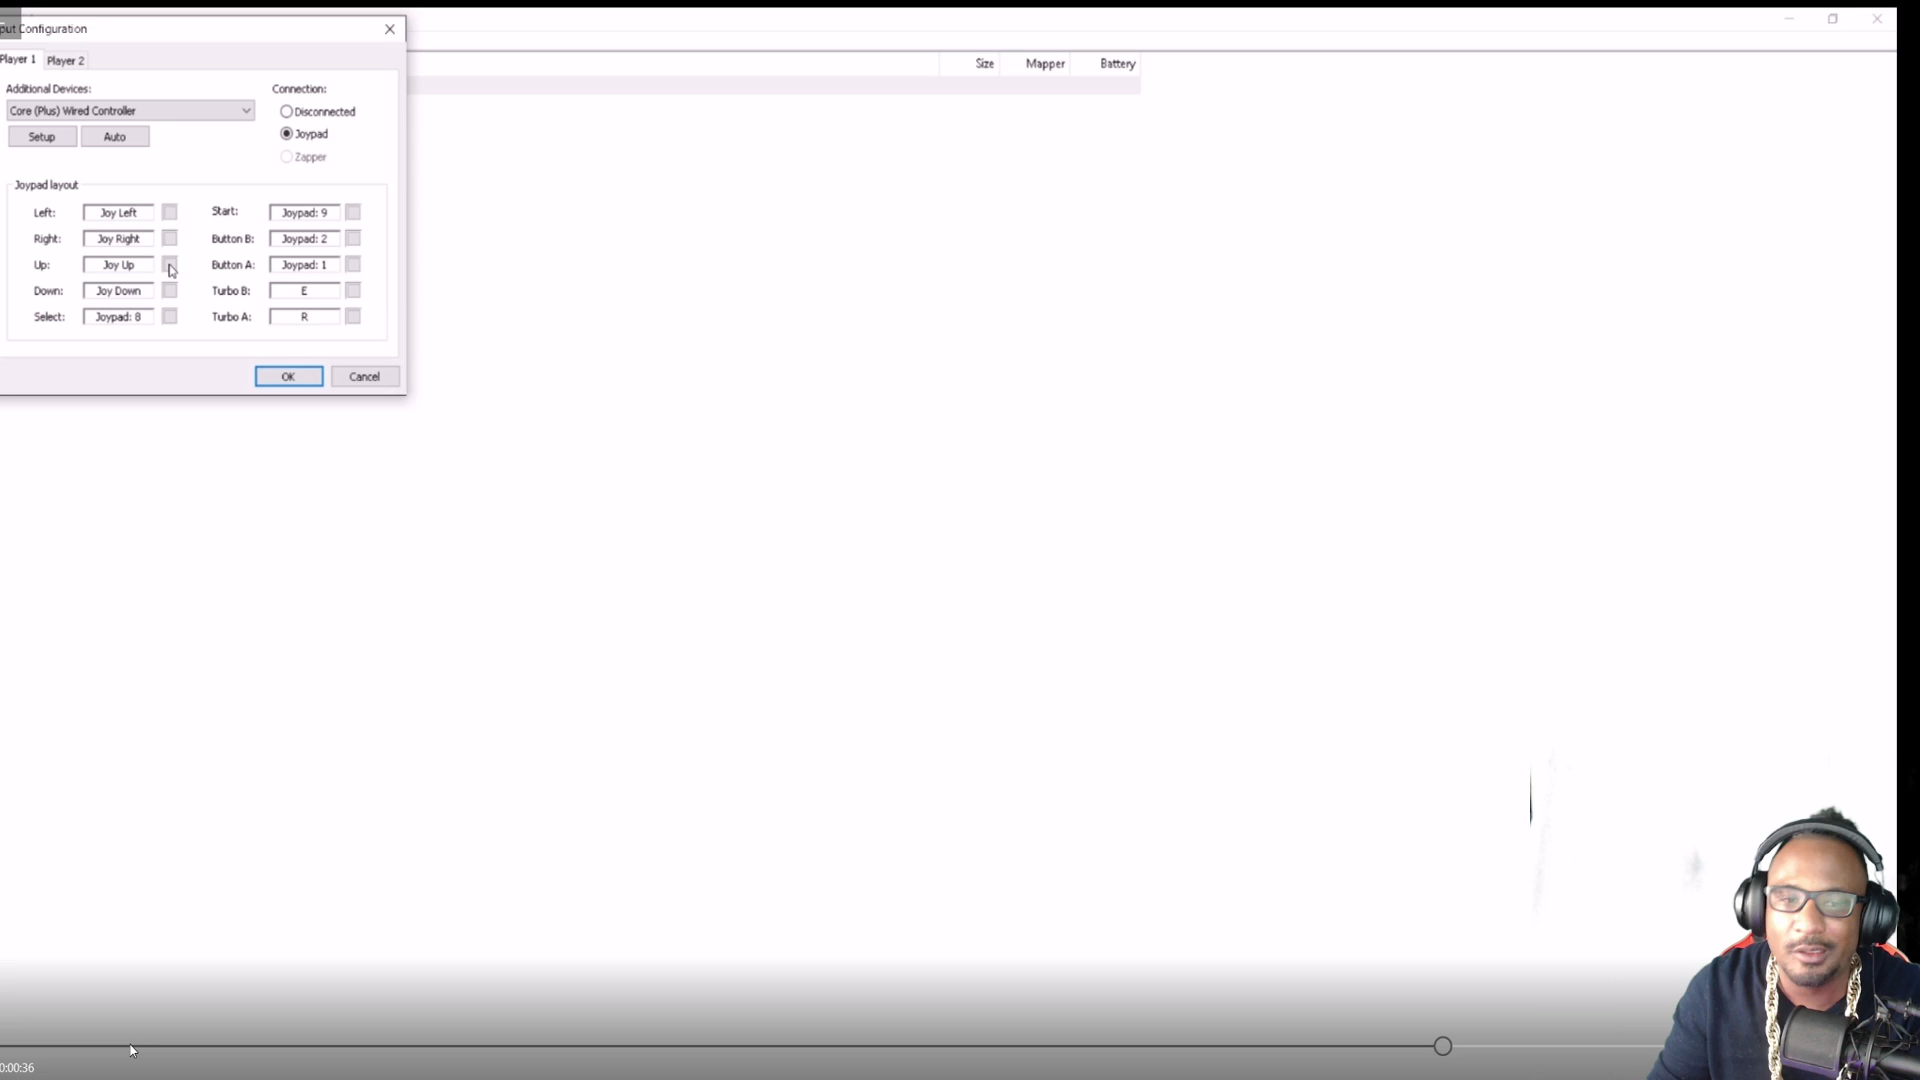 put Configuration
Player 1 Player 2
Additional Devices:
Core (Plus) Wired Controller
Setup Auto
Connection:
Disconnected
Joypad
Zapper
Size Mapper Battery
Joypad layout
Left: Joy Left
Right: Joy Right
Up: Joy Up
Down: Joy Down
Select: Joypad: 8
Start: Joypad: 9
Button B: Joypad: 2
Button A: Joypad: 1
Turbo B: E
Turbo A: R
OK Cancel
0:00:36